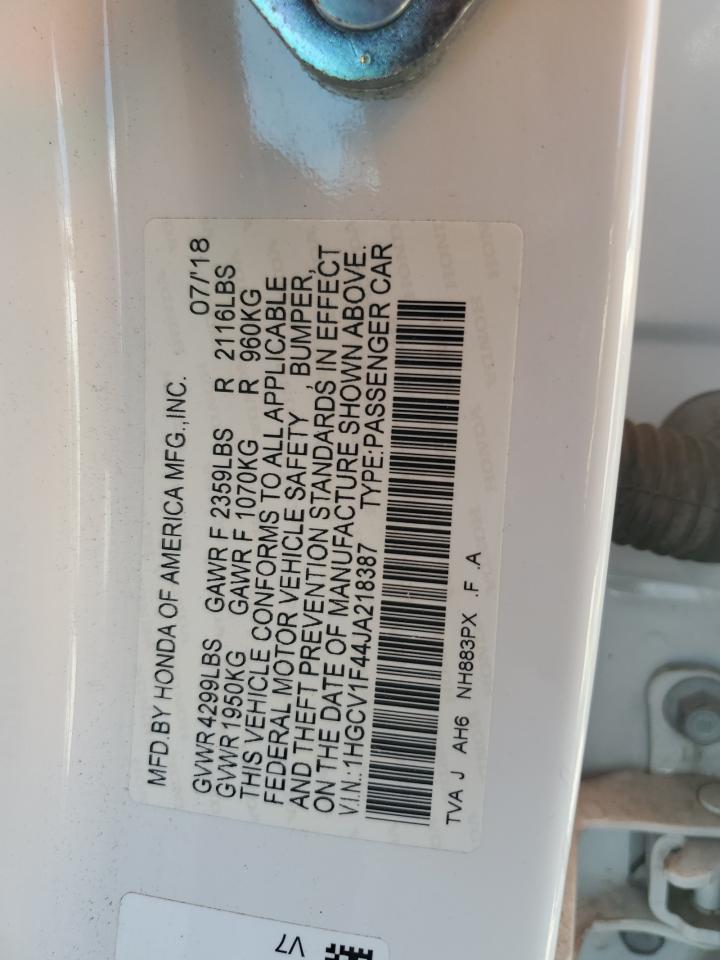 MFD.BY HONDA OF AMERICA MFG.,INC. 07/'18
GVWR 4299LBS GAWR F 2359LBS R 2116LBS
GVWR 1950KG GAWR F 1070KG R 960KG
THIS VEHICLE CONFORMS TO ALL APPLICABLE
FEDERAL MOTOR VEHICLE SAFETY , BUMPER,
AND THEFT PREVENTION STANDARDS IN EFFECT
ON THE DATE OF MANUFACTURE SHOWN ABOVE.
V.I.N.:1HGCV1F44JA218387 TYPE:PASSENGER CAR
TVA J AH6 NH883PX .F .A
V7